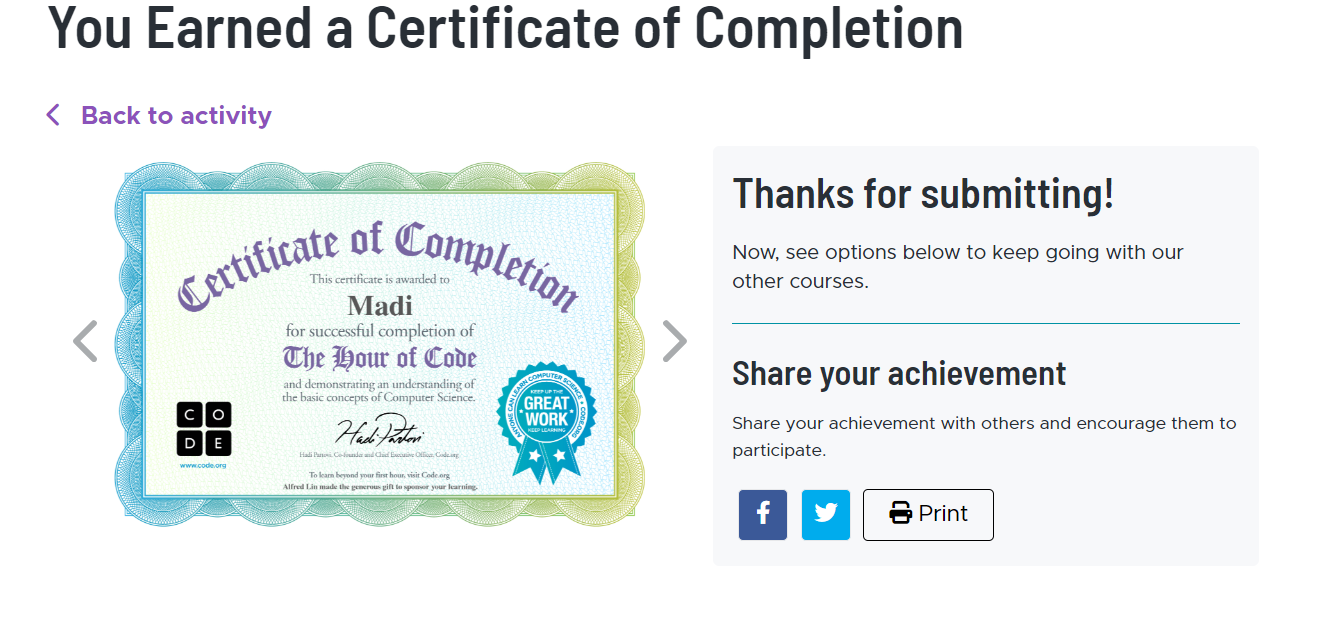 You Earned a Certificate of Completion
Back to activity
Certificate of Completion
This certificate is awarded to
Madi
for successful completion of
The Hour of Code
and demonstrating an understanding of
the basic concepts of Computer Science.
Hadi Partovi, Co-founder and Chief Executive Officer, Code.org
To learn beyond your first hour, visit Code.org
Alfred Lin made the generous gift to sponsor your learning.
C O
D E
www.code.org
ANYONE CAN LEARN COMPUTER SCIENCE
KEEP UP THE
GREAT
WORK
KEEP LEARNING
Thanks for submitting!
Now, see options below to keep going with our
other courses.
Share your achievement
Share your achievement with others and encourage them to
participate.
Print